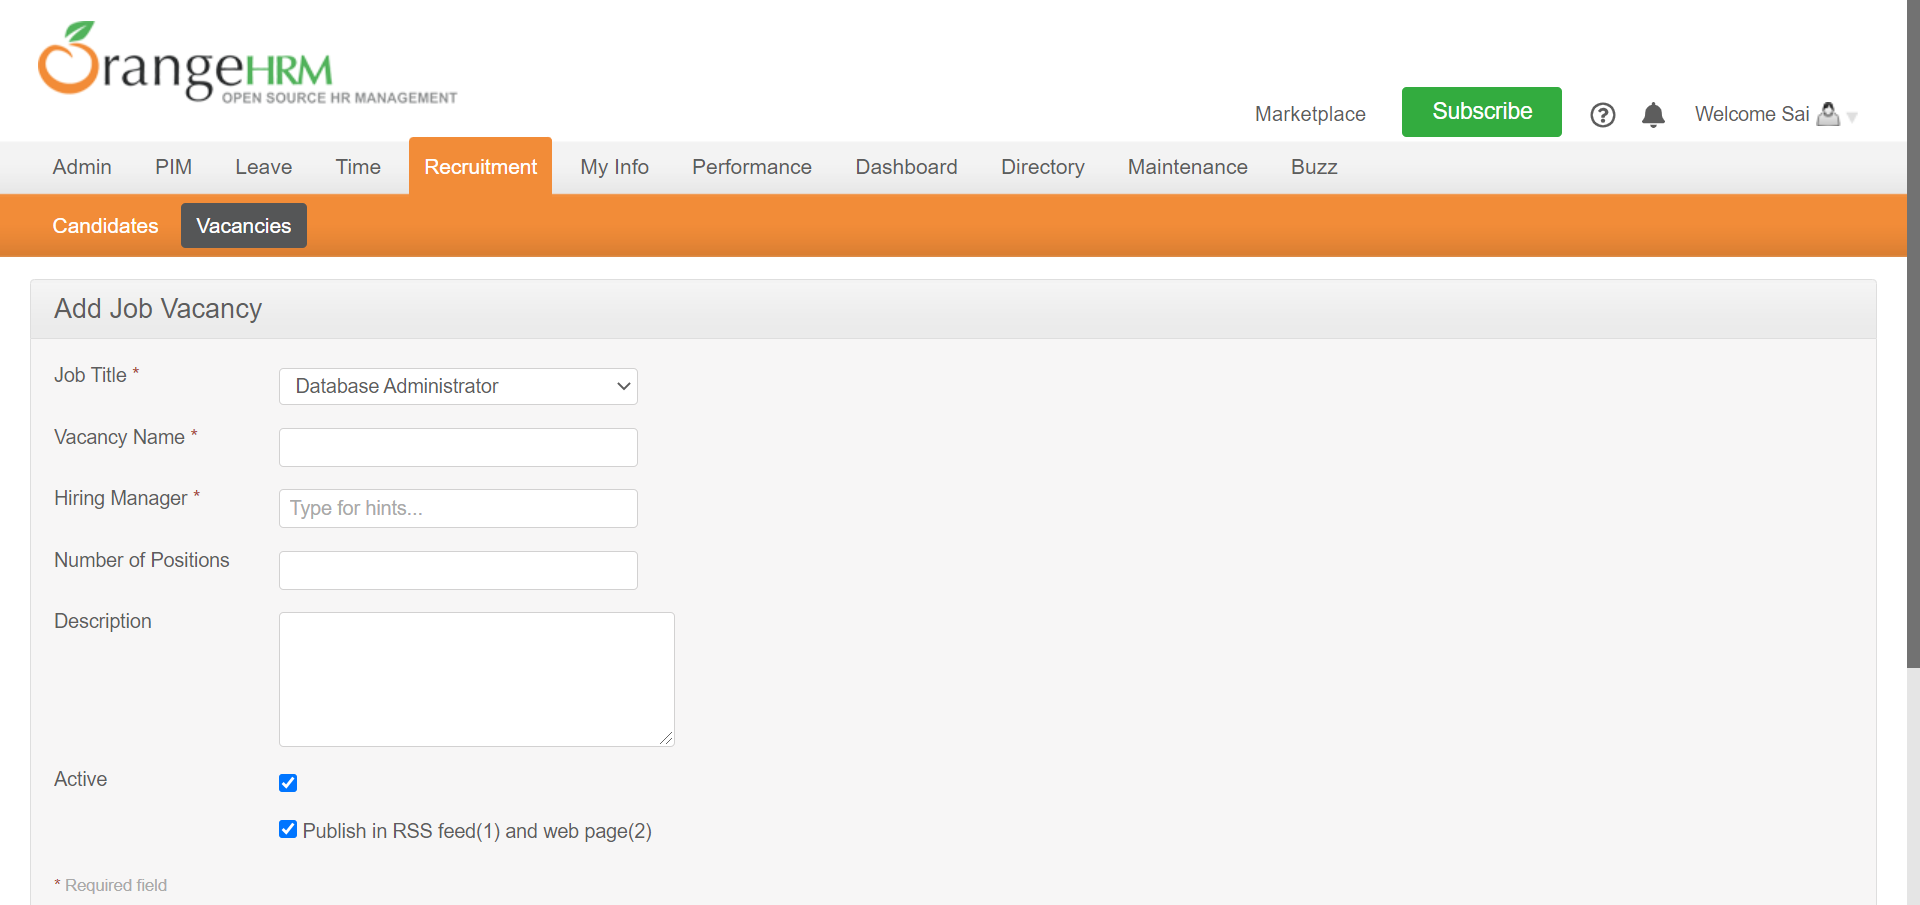 OrangeHRM
OPEN SOURCE HR MANAGEMENT
Marketplace Subscribe Welcome Sai
Admin PIM Leave Time Recruitment My Info Performance Dashboard Directory Maintenance Buzz
Candidates Vacancies
Add Job Vacancy
Job Title * Database Administrator
Vacancy Name *
Hiring Manager * Type for hints...
Number of Positions
Description
Active
Publish in RSS feed(1) and web page(2)
* Required field